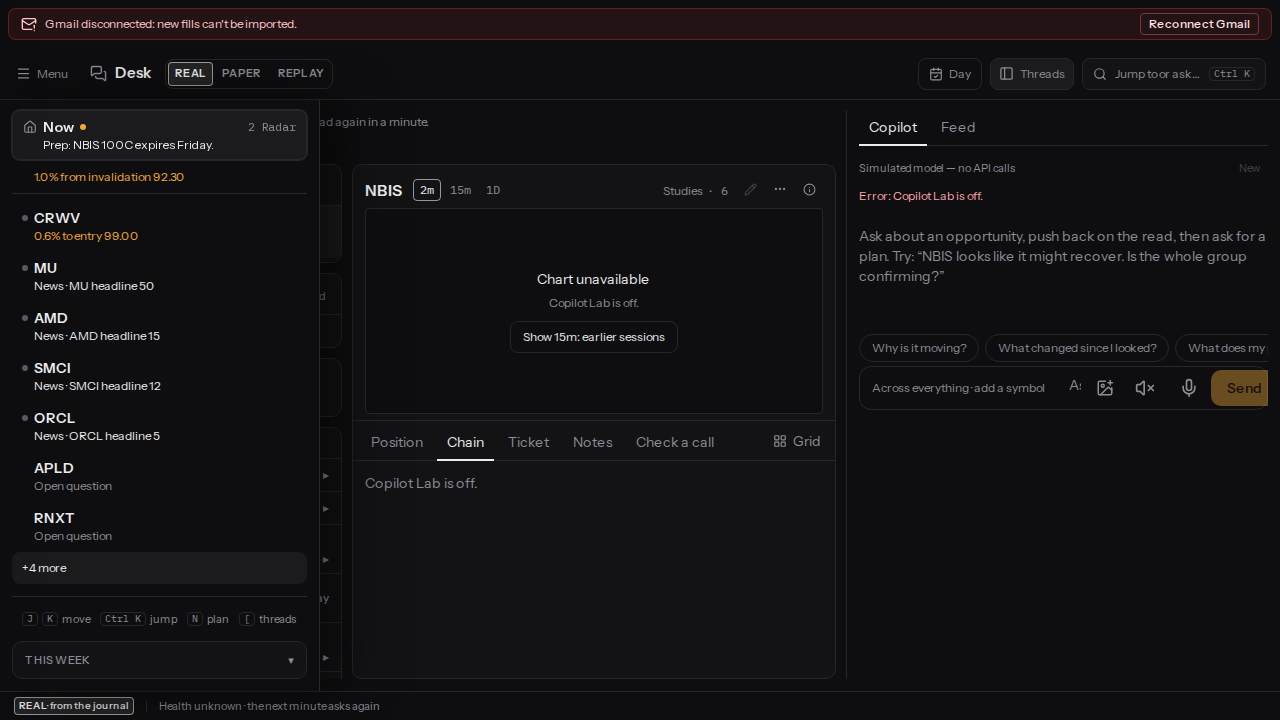 Gmail disconnected: new fills can't be imported.
Reconnect Gmail
Menu
Desk
REAL PAPER REPLAY
Day
Threads
Jump to or ask... Ctrl K
Now
2 Radar
Prep: NBIS 100C expires Friday.
1.0% from invalidation 92.30
CRWV
0.6% to entry 99.00
MU
News · MU headline 50
AMD
News · AMD headline 15
SMCI
News · SMCI headline 12
ORCL
News · ORCL headline 5
APLD
Open question
RNXT
Open question
+4 more
J K move Ctrl K jump N plan [ threads
THIS WEEK
ad again in a minute.
NBIS 2m 15m 1D
Studies · 6
Chart unavailable
Copilot Lab is off.
Show 15m: earlier sessions
Position Chain Ticket Notes Check a call
Grid
Copilot Lab is off.
Copilot Feed
Simulated model — no API calls
New
Error: Copilot Lab is off.
Ask about an opportunity, push back on the read, then ask for a
plan. Try: “NBIS looks like it might recover. Is the whole group
confirming?”
Why is it moving?
What changed since I looked?
What does my
Across everything · add a symbol
Send
REAL · from the journal
Health unknown · the next minute asks again